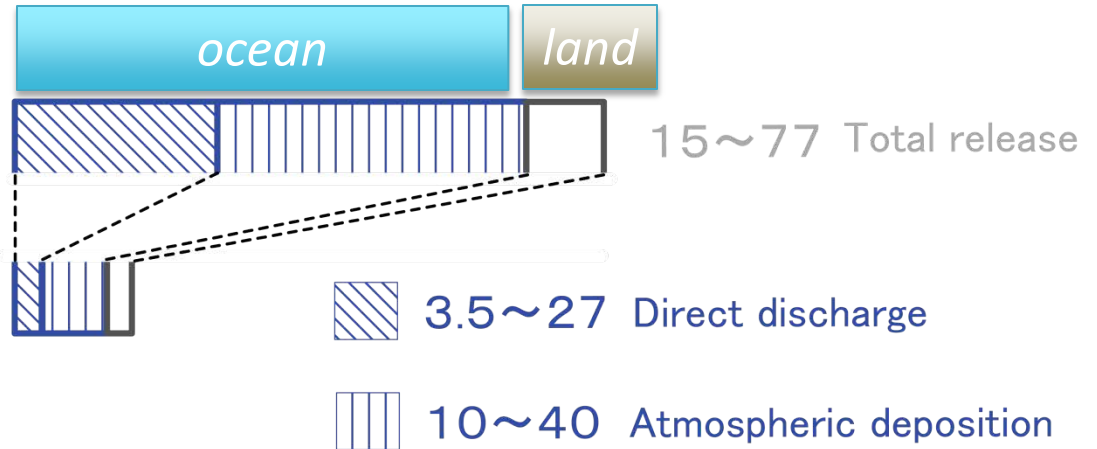 ocean land
15～77 Total release
3.5～27 Direct discharge
10～40 Atmospheric deposition